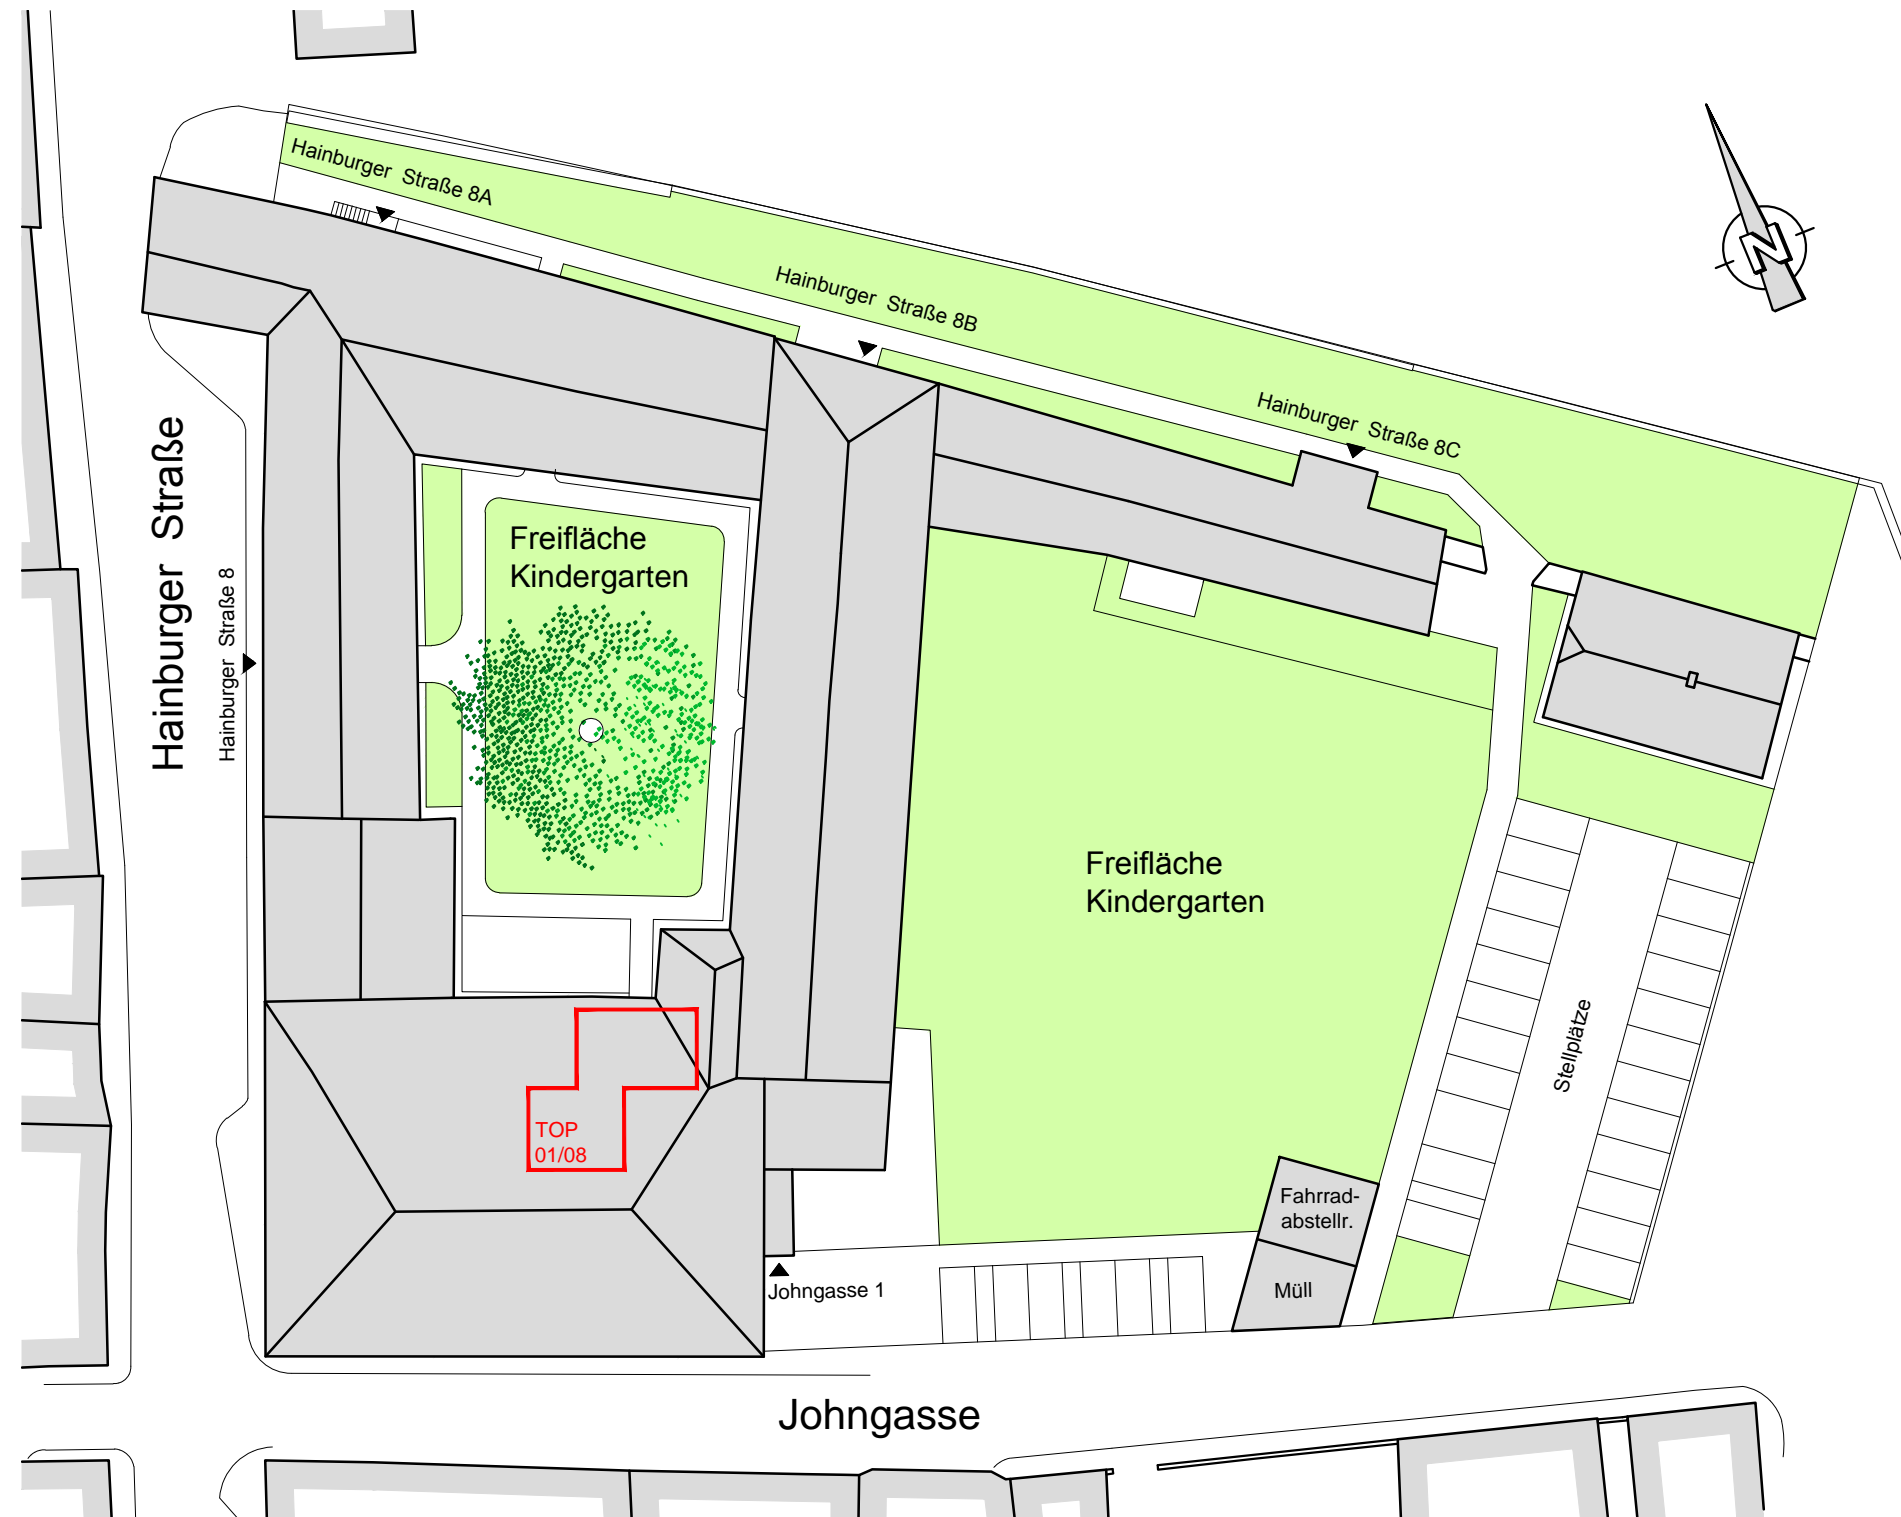 Hainburger Straße 8A
Hainburger Straße 8B
Hainburger Straße 8C
N
Hainburger Straße
Hainburger Straße 8
Freifläche
Kindergarten
Freifläche
Kindergarten
Stellplätze
TOP
01/08
Fahrrad-
abstellr.
Müll
Johngasse 1
Johngasse